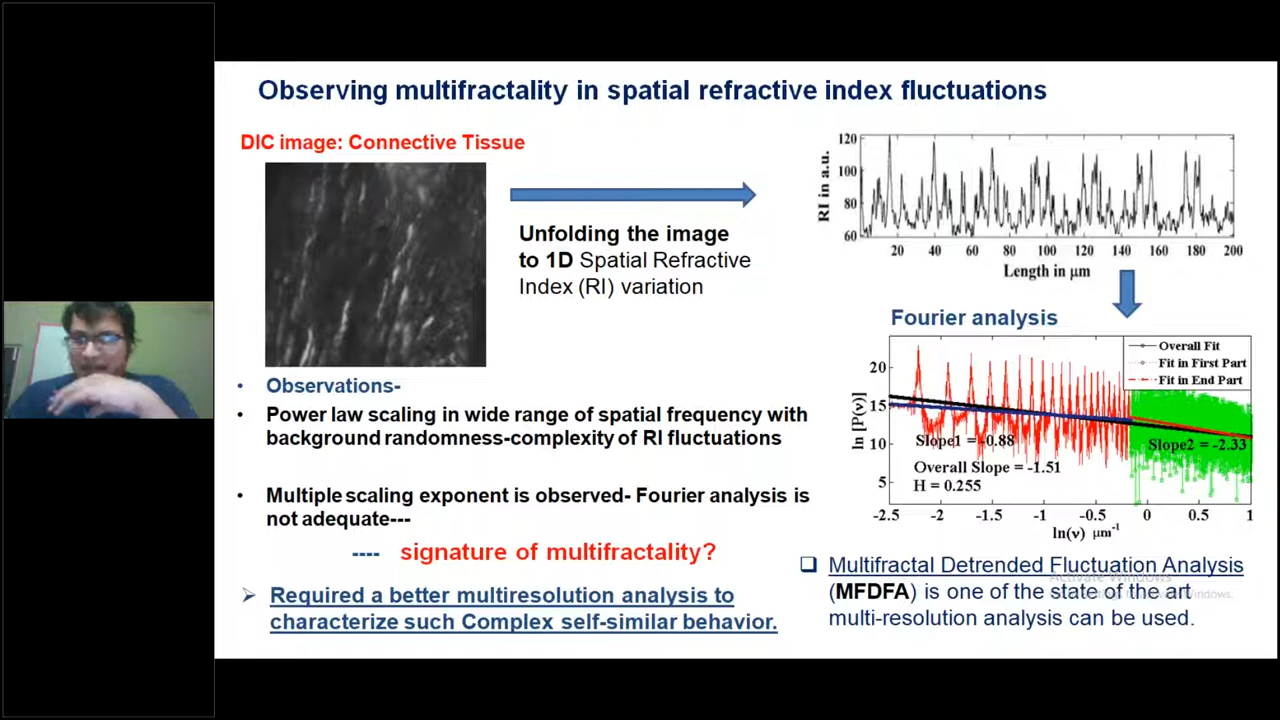 Observing multifractality in spatial refractive index fluctuations
DIC image: Connective Tissue
Unfolding the image
to 1D Spatial Refractive
Index (RI) variation
RI in a.u.
120
100
80
60
20 40 60 80 100 120 140 160 180 200
Length in μm
Fourier analysis
ln [P(ν)]
20
15
10
5
Overall Fit
Fit in First Part
Fit in End Part
Slope1 = -0.88
Slope2 = -2.33
Overall Slope = -1.51
H = 0.255
-2.5 -2 -1.5 -1 -0.5 0 0.5 1
ln(ν) μm-1
• Observations-
• Power law scaling in wide range of spatial frequency with
background randomness-complexity of RI fluctuations
• Multiple scaling exponent is observed- Fourier analysis is
not adequate---
---- signature of multifractality?
➢ Required a better multiresolution analysis to
characterize such Complex self-similar behavior.
❑ Multifractal Detrended Fluctuation Analysis
(MFDFA) is one of the state of the art
multi-resolution analysis can be used.
Activate Windows